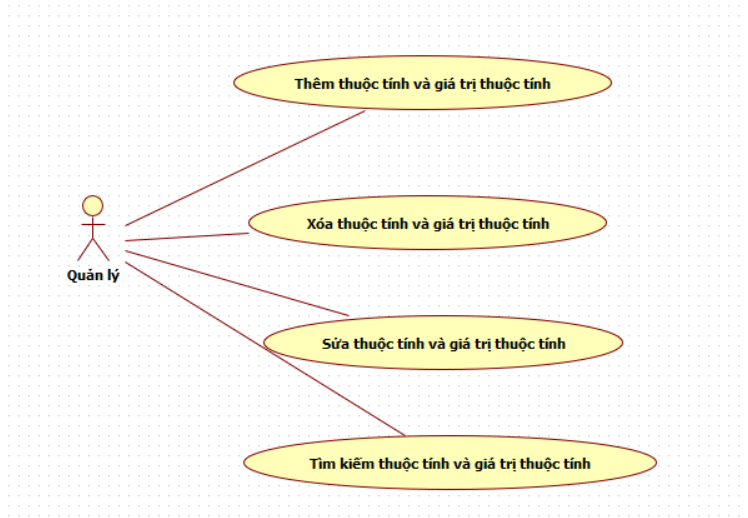 Thêm thuộc tính và giá trị thuộc tính
Xóa thuộc tính và giá trị thuộc tính
Quản lý
Sửa thuộc tính và giá trị thuộc tính
Tìm kiếm thuộc tính và giá trị thuộc tính